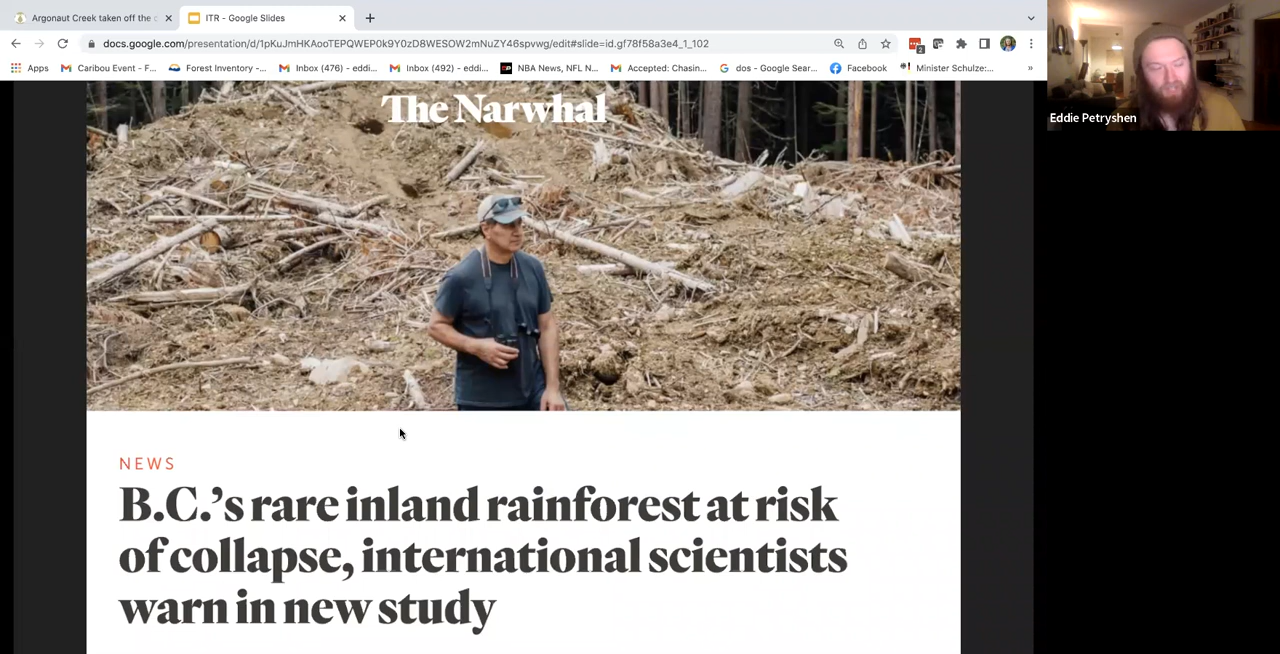 Argonaut Creek taken off the c
ITR - Google Slides
docs.google.com/presentation/d/1pKuJmHKAooTEPQWEP0k9Y0zD8WESOW2mNuZY46spvwg/edit#slide=id.gf78f58a3e4_1_102
2
Apps
Caribou Event - F...
Forest Inventory -...
Inbox (476) - eddi...
Inbox (492) - eddi...
NBA News, NFL N...
Accepted: Chasin...
dos - Google Sear...
Facebook
Minister Schulze:...
»
Eddie Petryshen
The Narwhal
NEWS
B.C.’s rare inland rainforest at risk
of collapse, international scientists
warn in new study